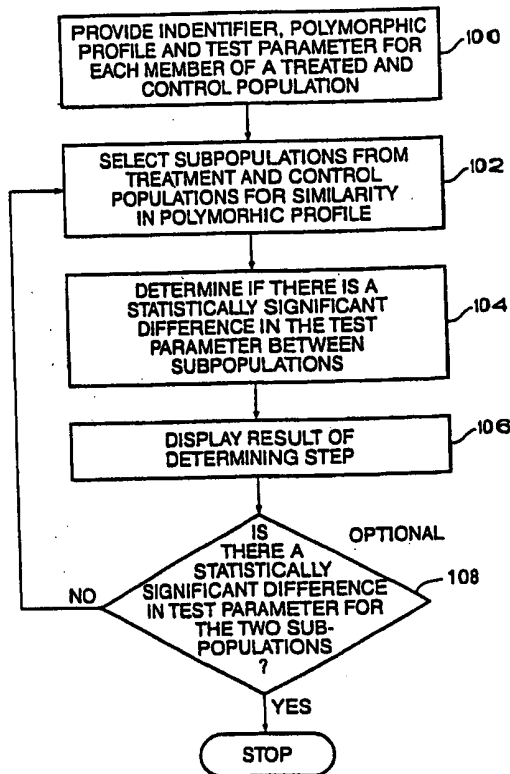 PROVIDE INDENTIFIER, POLYMORPHIC
PROFILE AND TEST PARAMETER FOR
EACH MEMBER OF A TREATED AND
CONTROL POPULATION
100
SELECT SUBPOPULATIONS FROM
TREATMENT AND CONTROL
POPULATIONS FOR SIMILARITY
IN POLYMORHIC PROFILE
102
DETERMINE IF THERE IS A
STATISTICALLY SIGNIFICANT
DIFFERENCE IN THE TEST
PARAMETER BETWEEN
SUBPOPULATIONS
104
DISPLAY RESULT OF
DETERMINING STEP
106
OPTIONAL
IS
THERE A
STATISTICALLY
SIGNIFICANT DIFFERENCE
IN TEST PARAMETER FOR
THE TWO SUB-
POPULATIONS
?
108
NO
YES
STOP